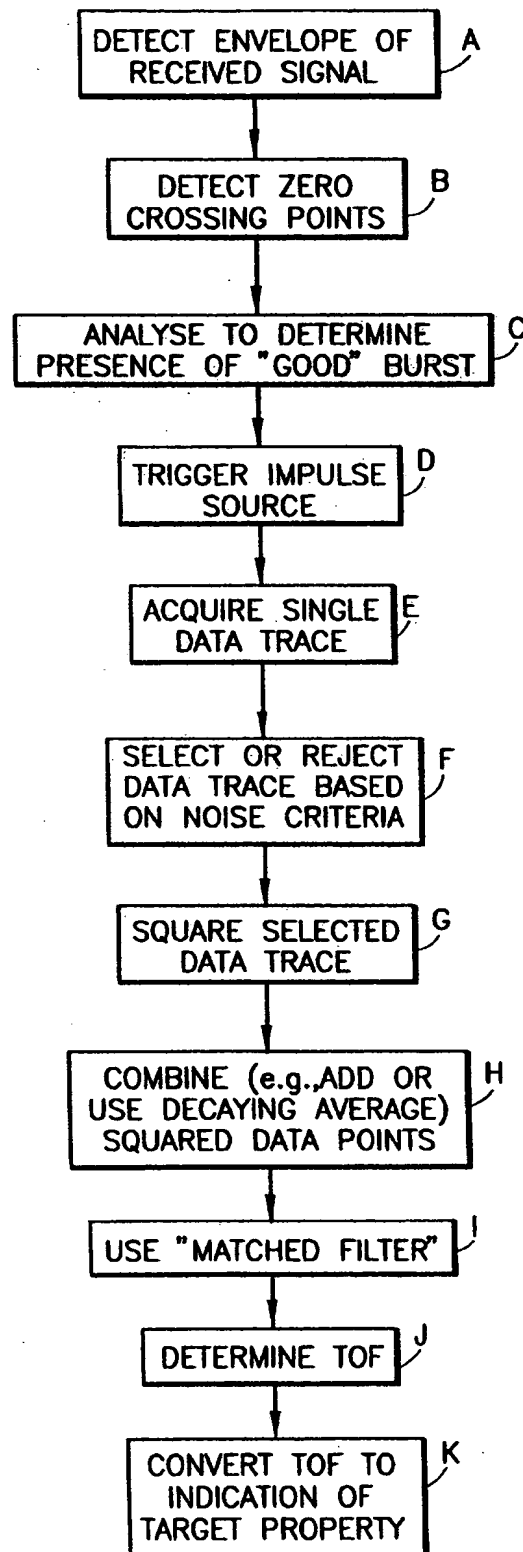 DETECT ENVELOPE OF
RECEIVED SIGNAL
A
DETECT ZERO
CROSSING POINTS
B
ANALYSE TO DETERMINE
PRESENCE OF "GOOD" BURST
C
TRIGGER IMPULSE
SOURCE
D
ACQUIRE SINGLE
DATA TRACE
E
SELECT OR REJECT
DATA TRACE BASED
ON NOISE CRITERIA
F
SQUARE SELECTED
DATA TRACE
G
COMBINE (e.g.,ADD OR
USE DECAYING AVERAGE)
SQUARED DATA POINTS
H
USE "MATCHED FILTER"
I
DETERMINE TOF
J
CONVERT TOF TO
INDICATION OF
TARGET PROPERTY
K